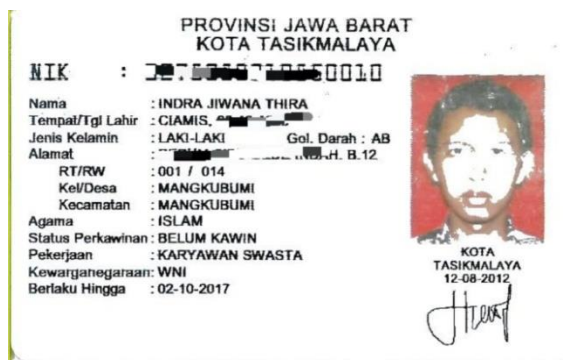 PROVINSI JAWA BARAT
KOTA TASIKMALAYA
NIK :
Nama : INDRA JIWANA THIRA
Tempat/Tgl Lahir : CIAMIS,
Jenis Kelamin : LAKI-LAKI Gol. Darah : AB
Alamat : B.12
RT/RW : 001 / 014
Kel/Desa : MANGKUBUMI
Kecamatan : MANGKUBUMI
Agama : ISLAM
Status Perkawinan : BELUM KAWIN
Pekerjaan : KARYAWAN SWASTA
Kewarganegaraan : WNI
Berlaku Hingga : 02-10-2017
KOTA
TASIKMALAYA
12-08-2012